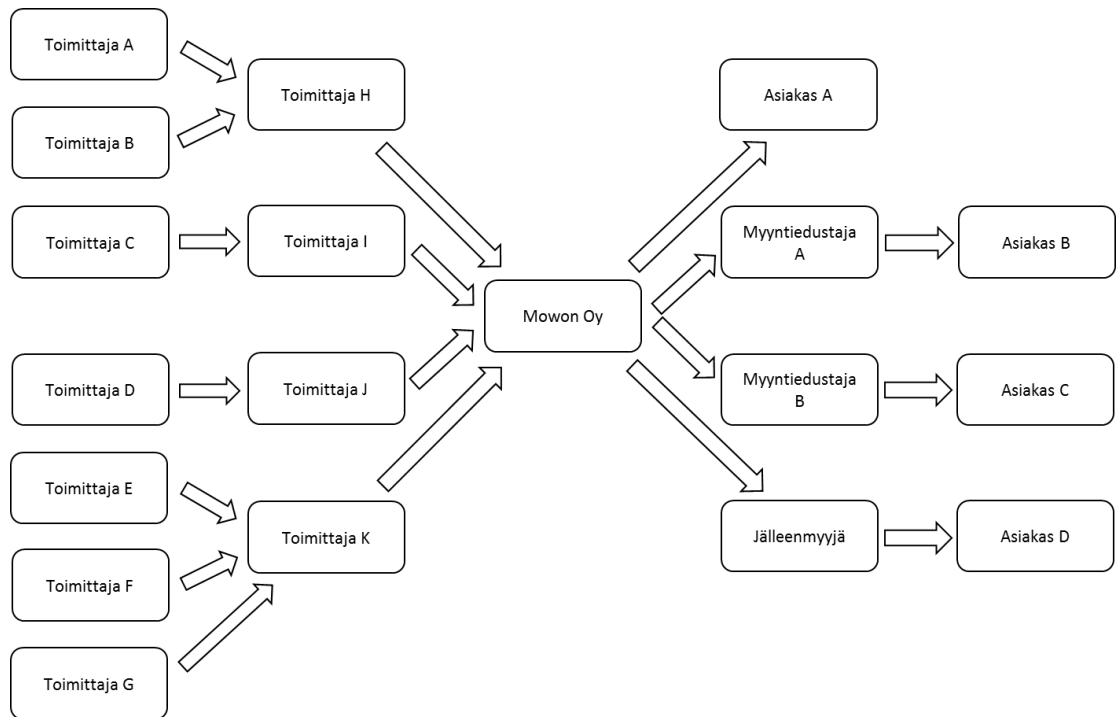 Toimittaja A
Toimittaja B
Toimittaja C
Toimittaja D
Toimittaja E
Toimittaja F
Toimittaja G
Toimittaja H
Toimittaja I
Toimittaja J
Toimittaja K
Mowon Oy
Asiakas A
Myyntiedustaja
A
Myyntiedustaja
B
Jälleenmyyjä
Asiakas B
Asiakas C
Asiakas D